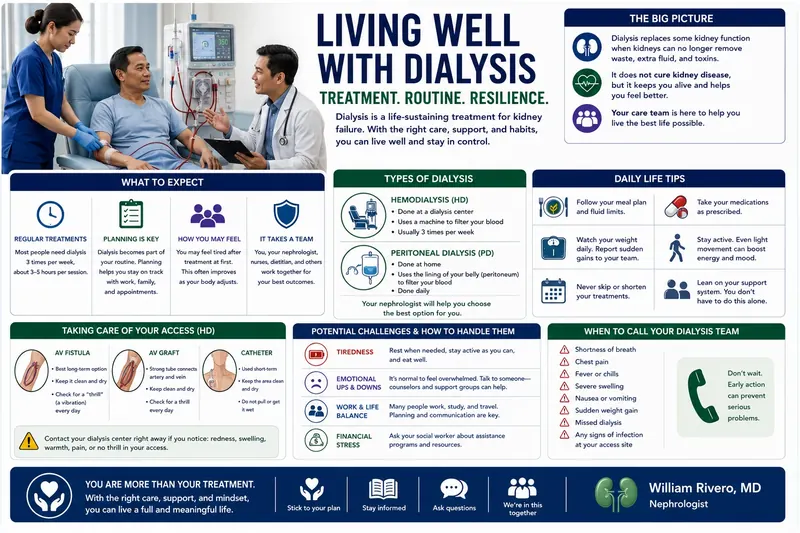 LIVING WELL
WITH DIALYSIS
TREATMENT. ROUTINE. RESILIENCE.
Dialysis is a life-sustaining treatment for kidney
failure. With the right care, support, and habits,
you can live well and stay in control.
THE BIG PICTURE
Dialysis replaces some kidney function
when kidneys can no longer remove
waste, extra fluid, and toxins.
It does not cure kidney disease,
but it keeps you alive and helps
you feel better.
Your care team is here to help you
live the best life possible.
WHAT TO EXPECT
REGULAR TREATMENTS
Most people need dialysis
3 times per week,
about 3–5 hours per session.
PLANNING IS KEY
Dialysis becomes part of
your routine. Planning
helps you stay on track
with work, family,
and appointments.
HOW YOU MAY FEEL
You may feel tired after
treatment at first.
This often improves
as your body adjusts.
IT TAKES A TEAM
You, your nephrologist,
nurses, dietitian, and others
work together for
your best outcomes.
TYPES OF DIALYSIS
HEMODIALYSIS (HD)
• Done at a dialysis center
• Uses a machine to filter your blood
• Usually 3 times per week
PERITONEAL DIALYSIS (PD)
• Done at home
• Uses the lining of your belly (peritoneum)
to filter your blood
• Done daily
Your nephrologist will help you choose
the best option for you.
DAILY LIFE TIPS
Follow your meal plan
and fluid limits.
Take your medications
as prescribed.
Watch your weight
daily. Report sudden
gains to your team.
Stay active. Even light
movement can boost
energy and mood.
Never skip or shorten
your treatments.
Lean on your support
system. You don't
have to do this alone.
TAKING CARE OF YOUR ACCESS (HD)
AV FISTULA
• Best long-term option
• Keep it clean and dry
• Check for a "thrill"
(a vibration)
every day
AV GRAFT
• Strong tube connects
artery and vein
• Keep clean and dry
• Check for a thrill
every day
CATHETER
• Used short-term
• Keep the area clean
and dry
• Do not pull or get
it wet
Contact your dialysis center right away if you notice: redness, swelling,
warmth, pain, or no thrill in your access.
POTENTIAL CHALLENGES & HOW TO HANDLE THEM
TIREDNESS
Rest when needed, stay active as you can,
and eat well.
EMOTIONAL
UPS & DOWNS
It's normal to feel overwhelmed. Talk to someone—
counselors and support groups can help.
WORK & LIFE
BALANCE
Many people work, study, and travel.
Planning and communication are key.
FINANCIAL
STRESS
Ask your social worker about assistance
programs and resources.
WHEN TO CALL YOUR DIALYSIS TEAM
Shortness of breath
Chest pain
Fever or chills
Severe swelling
Nausea or vomiting
Sudden weight gain
Missed dialysis
Any signs of infection
at your access site
Don't wait.
Early action
can prevent
serious
problems.
YOU ARE MORE THAN YOUR TREATMENT.
With the right care, support, and mindset,
you can live a full and meaningful life.
Stick to your plan
Stay informed
Ask questions
We're in this
together
William Rivero, MD
Nephrologist